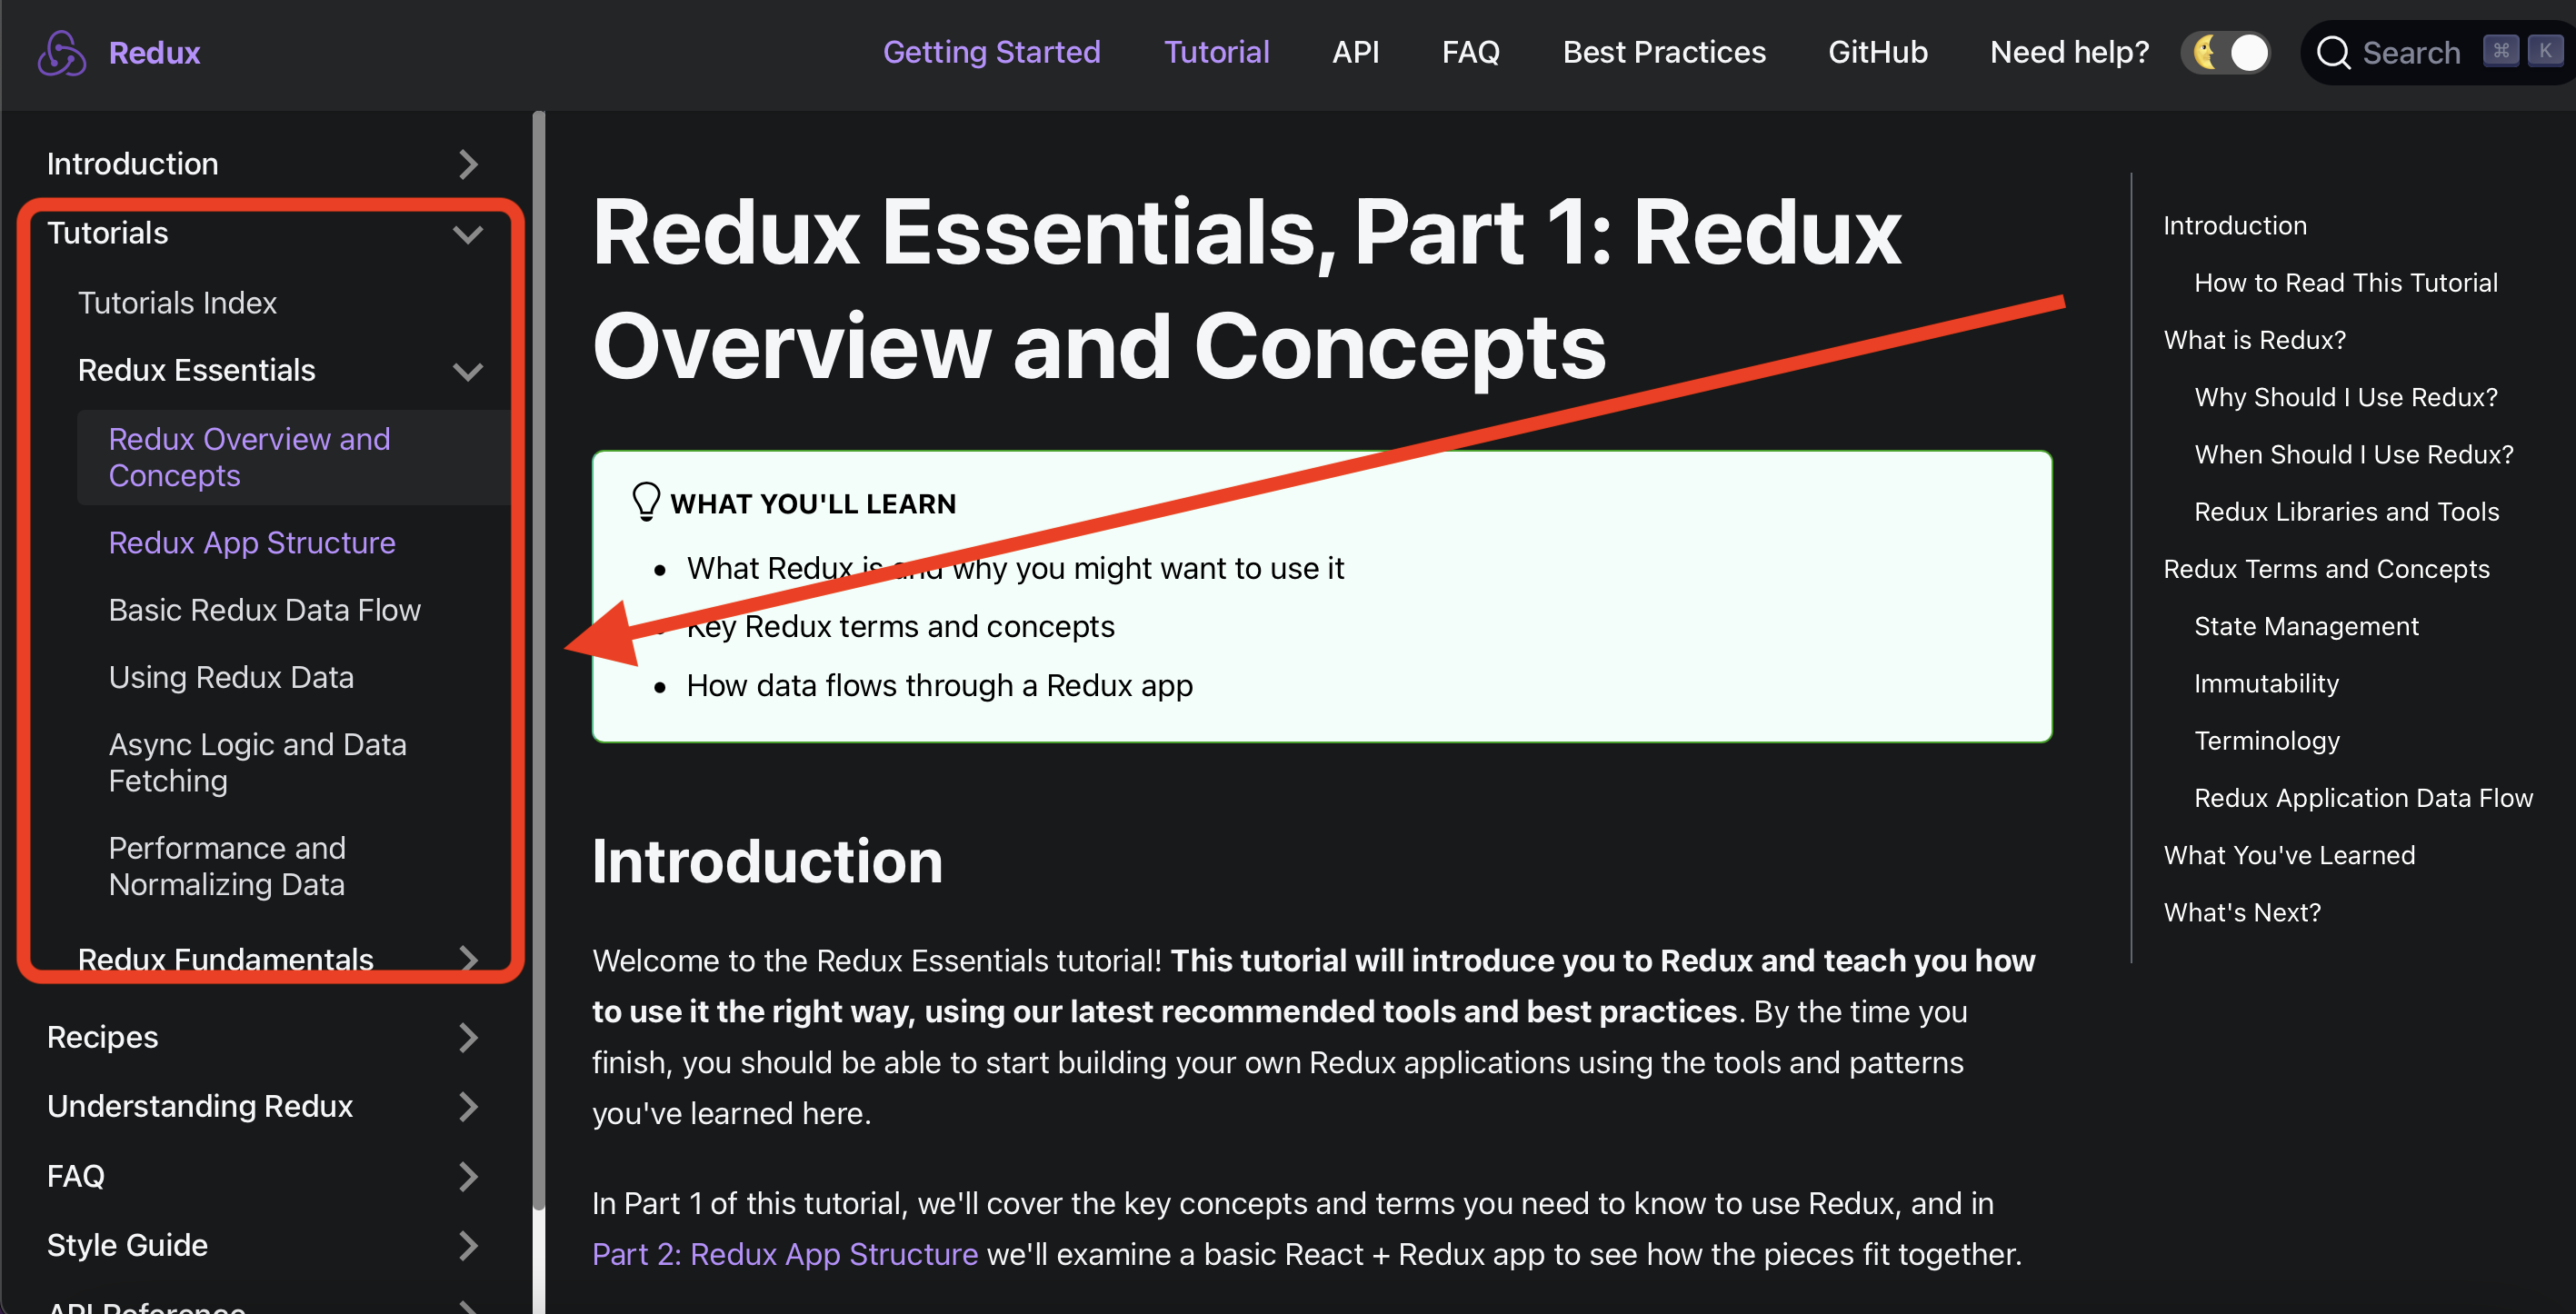 Redux
Getting Started
Tutorial
API
FAQ
Best Practices
GitHub
Need help?
Search
⌘ K
Introduction
Tutorials
Tutorials Index
Redux Essentials
Redux Overview and
Concepts
Redux App Structure
Basic Redux Data Flow
Using Redux Data
Async Logic and Data
Fetching
Performance and
Normalizing Data
Redux Fundamentals
Recipes
Understanding Redux
FAQ
Style Guide
API Reference
Redux Essentials, Part 1: Redux
Overview and Concepts
WHAT YOU'LL LEARN
• What Redux is and why you might want to use it
• Key Redux terms and concepts
• How data flows through a Redux app
Introduction
Welcome to the Redux Essentials tutorial! This tutorial will introduce you to Redux and teach you how
to use it the right way, using our latest recommended tools and best practices. By the time you
finish, you should be able to start building your own Redux applications using the tools and patterns
you've learned here.
In Part 1 of this tutorial, we'll cover the key concepts and terms you need to know to use Redux, and in
Part 2: Redux App Structure we'll examine a basic React + Redux app to see how the pieces fit together.
Introduction
How to Read This Tutorial
What is Redux?
Why Should I Use Redux?
When Should I Use Redux?
Redux Libraries and Tools
Redux Terms and Concepts
State Management
Immutability
Terminology
Redux Application Data Flow
What You've Learned
What's Next?